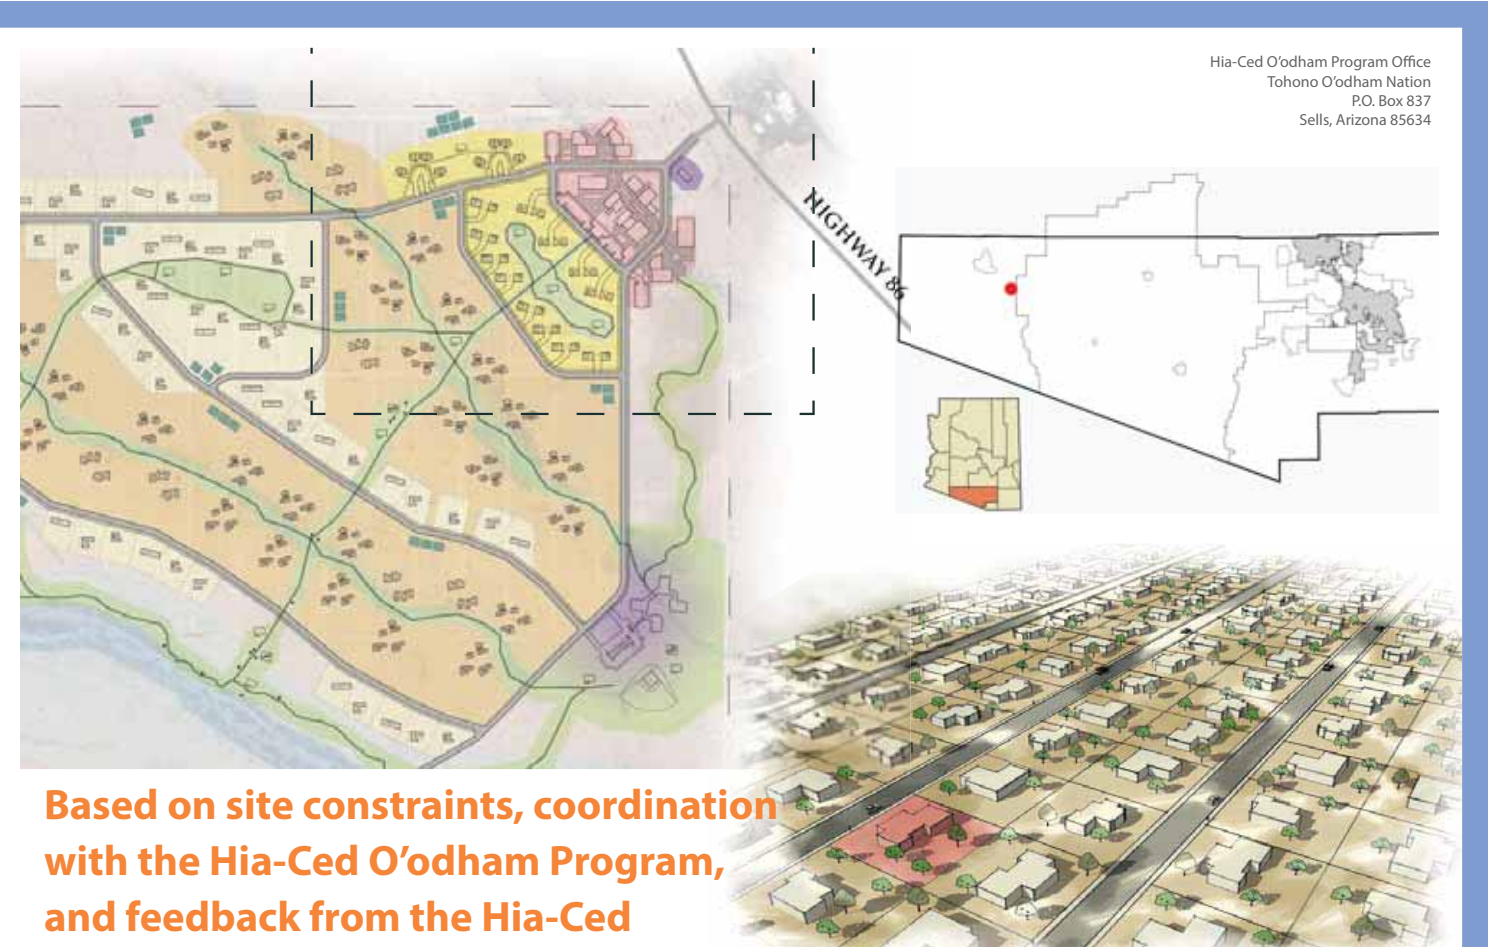 Hia-Ced O’odham Program Office
Tohono O’odham Nation
P.O. Box 837
Sells, Arizona 85634
HIGHWAY 86
Based on site constraints, coordination
with the Hia-Ced O’odham Program,
and feedback from the Hia-Ced